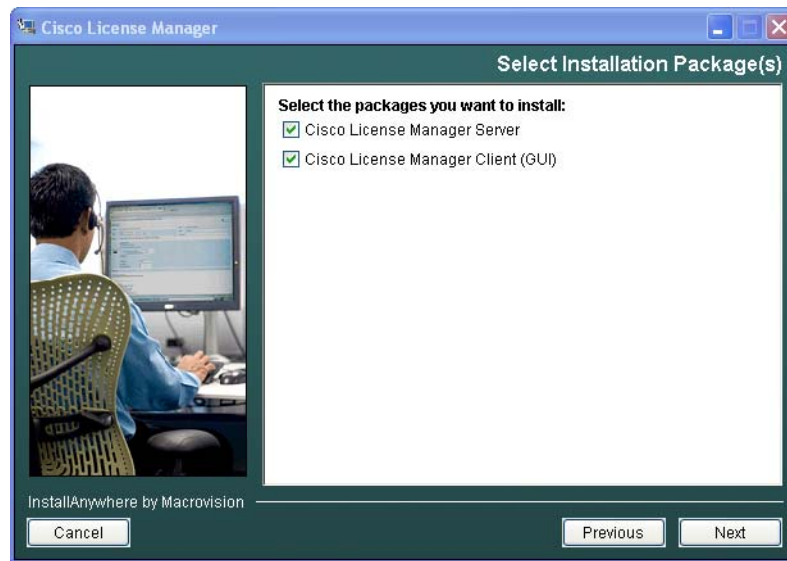 Cisco License Manager
Select Installation Package(s)
Select the packages you want to install:
Cisco License Manager Server
Cisco License Manager Client (GUI)
InstallAnywhere by Macrovision
Cancel
Previous
Next